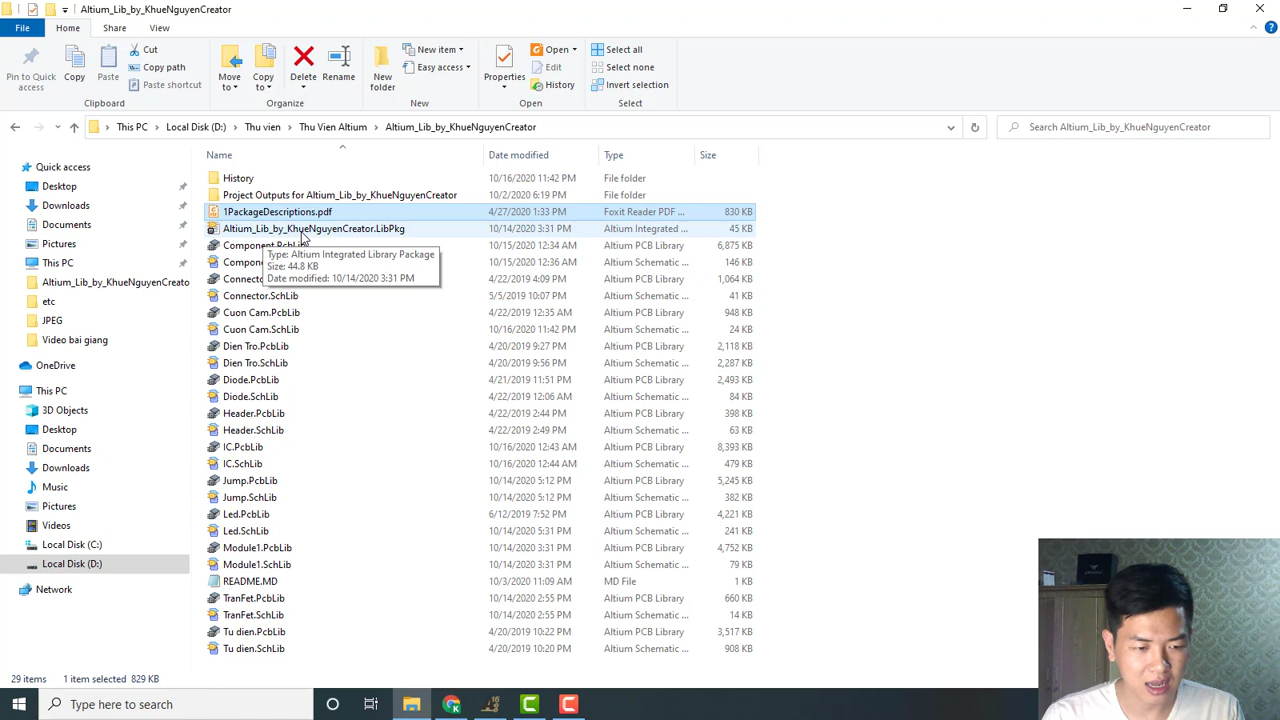 Altium_Lib_by_KhueNguyenCreator
File Home Share View
Pin to Quick access
Copy
Paste
Cut
Copy path
Paste shortcut
Clipboard
Move to
Copy to
Delete
Rename
Organize
New folder
New item
Easy access
New
Properties
Open
Edit
History
Open
Select all
Select none
Invert selection
Select
This PC Local Disk (D:) Thu vien Thu Vien Altium Altium_Lib_by_KhueNguyenCreator
Search Altium_Lib_by_KhueNguyenCreator
Quick access
Desktop
Downloads
Documents
Pictures
This PC
Altium_Lib_by_KhueNguyenCreato
etc
JPEG
Video bai giang
OneDrive
This PC
3D Objects
Desktop
Documents
Downloads
Music
Pictures
Videos
Local Disk (C:)
Local Disk (D:)
Network
Name Date modified Type Size
History 10/16/2020 11:42 PM File folder
Project Outputs for Altium_Lib_by_KhueNguyenCreator 10/2/2020 6:19 PM File folder
1PackageDescriptions.pdf 4/27/2020 1:33 PM Foxit Reader PDF ... 830 KB
Altium_Lib_by_KhueNguyenCreator.LibPkg 10/14/2020 3:31 PM Altium Integrated ... 45 KB
Component.PcbLib 10/15/2020 12:34 AM Altium PCB Library 6,875 KB
Compon 10/15/2020 12:36 AM Altium Schematic ... 146 KB
Connecto 4/22/2019 4:09 PM Altium PCB Library 1,064 KB
Type: Altium Integrated Library Package
Size: 44.8 KB
Date modified: 10/14/2020 3:31 PM
Connector.SchLib 5/5/2019 10:07 PM Altium Schematic ... 41 KB
Cuon Cam.PcbLib 4/22/2019 12:35 AM Altium PCB Library 948 KB
Cuon Cam.SchLib 10/16/2020 11:42 PM Altium Schematic ... 24 KB
Dien Tro.PcbLib 4/20/2019 9:27 PM Altium PCB Library 2,118 KB
Dien Tro.SchLib 4/20/2019 9:56 PM Altium Schematic ... 2,287 KB
Diode.PcbLib 4/21/2019 11:51 PM Altium PCB Library 2,493 KB
Diode.SchLib 4/22/2019 12:06 AM Altium Schematic ... 84 KB
Header.PcbLib 4/22/2019 2:44 PM Altium PCB Library 398 KB
Header.SchLib 4/22/2019 2:49 PM Altium Schematic ... 63 KB
IC.PcbLib 10/16/2020 12:43 AM Altium PCB Library 8,393 KB
IC.SchLib 10/16/2020 12:44 AM Altium Schematic ... 479 KB
Jump.PcbLib 10/14/2020 5:12 PM Altium PCB Library 5,245 KB
Jump.SchLib 10/14/2020 5:12 PM Altium Schematic ... 382 KB
Led.PcbLib 6/12/2019 7:52 PM Altium PCB Library 4,221 KB
Led.SchLib 10/14/2020 5:31 PM Altium Schematic ... 241 KB
Module1.PcbLib 10/14/2020 3:31 PM Altium PCB Library 4,752 KB
Module1.SchLib 10/14/2020 3:31 PM Altium Schematic ... 79 KB
README.MD 10/3/2020 11:09 AM MD File 1 KB
TranFet.PcbLib 10/14/2020 2:55 PM Altium PCB Library 660 KB
TranFet.SchLib 10/14/2020 2:55 PM Altium Schematic ... 14 KB
Tu dien.PcbLib 4/20/2019 10:22 PM Altium PCB Library 3,517 KB
Tu dien.SchLib 4/20/2019 10:20 PM Altium Schematic ... 908 KB
29 items 1 item selected 829 KB
Type here to search